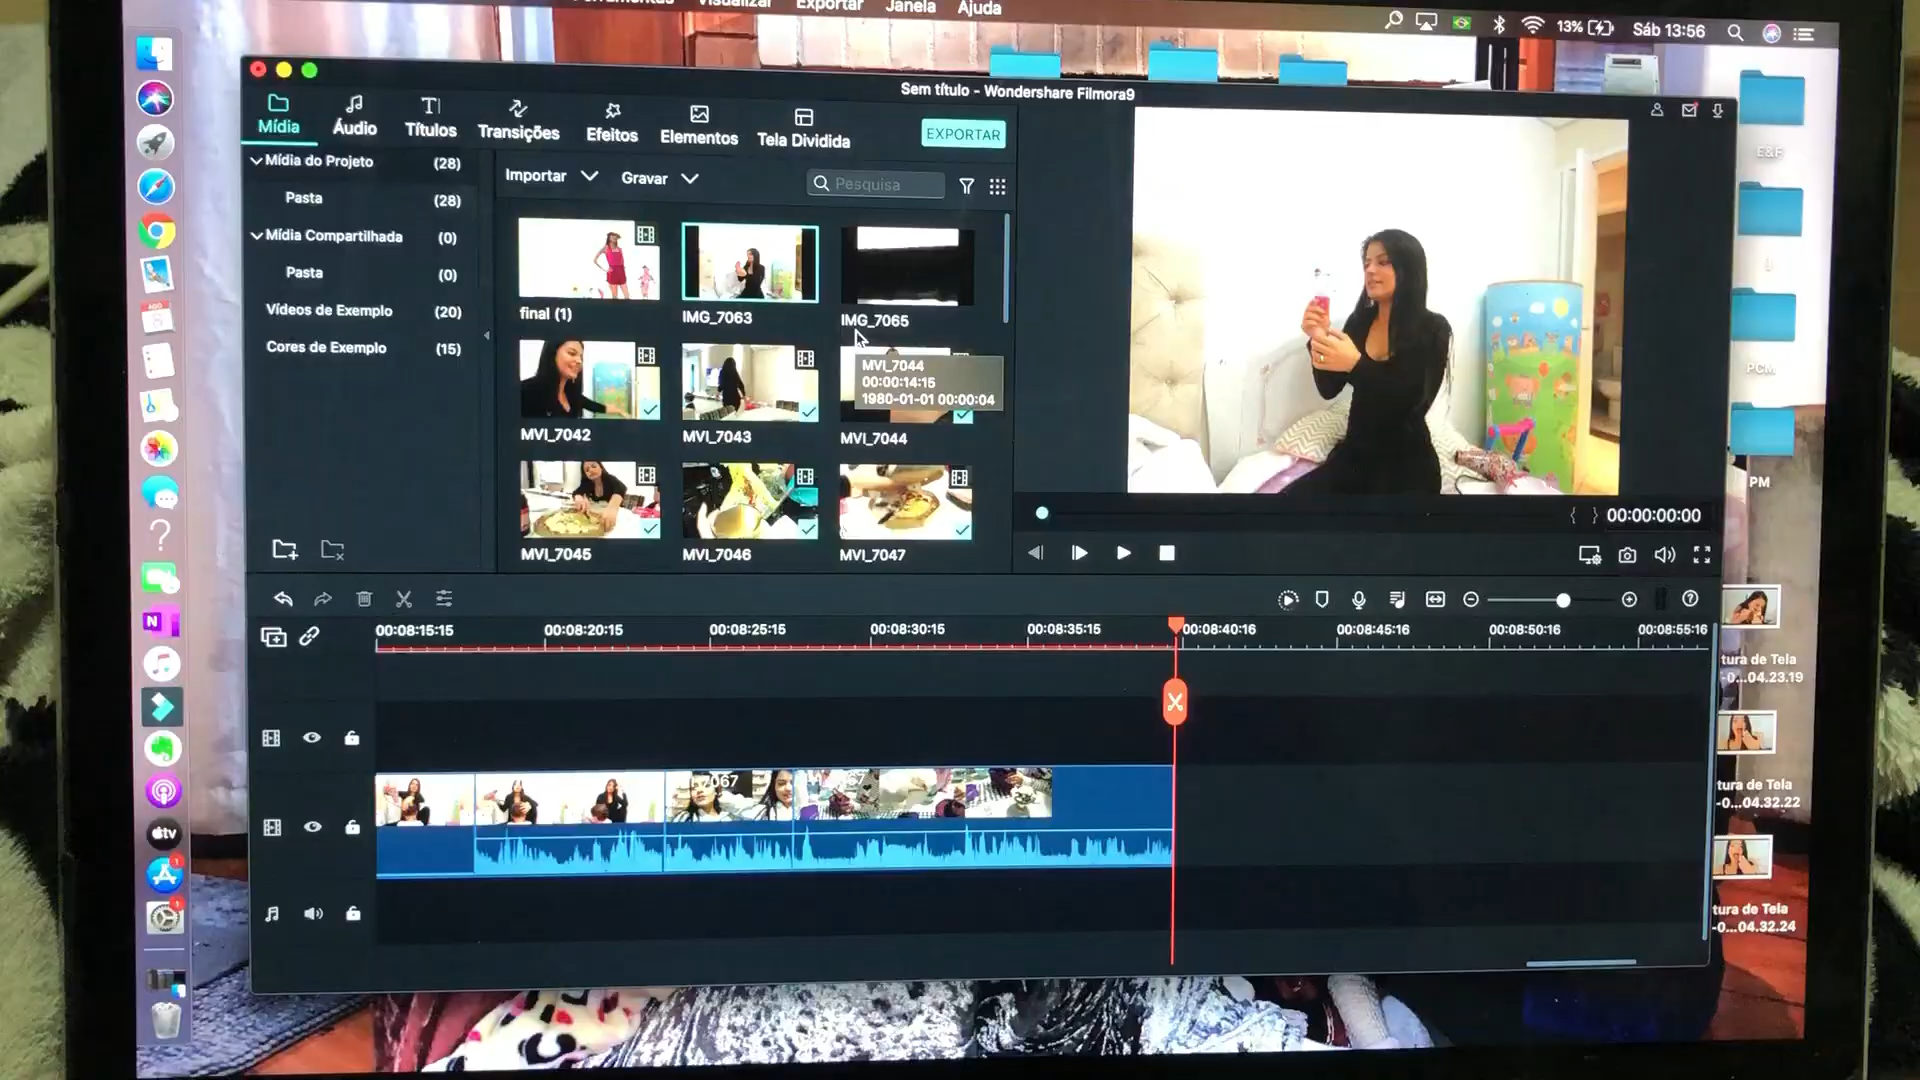 Visualizar Exportar Janela Ajuda
13% Sáb 13:56
Sem título - Wondershare Filmora9
Mídia Áudio Títulos Transições Efeitos Elementos Tela Dividida EXPORTAR
Mídia do Projeto (28)
Pasta (28)
Mídia Compartilhada (0)
Pasta (0)
Vídeos de Exemplo (20)
Cores de Exemplo (15)
Importar Gravar Pesquisa
final (1) IMG_7063 IMG_7065
MVI_7044
00:00:14:15
1980-01-01 00:00:04
MVI_7042 MVI_7043 MVI_7044
MVI_7045 MVI_7046 MVI_7047
{ } 00:00:00:00
00:08:15:15 00:08:20:15 00:08:25:15 00:08:30:15 00:08:35:15 00:08:40:16 00:08:45:16 00:08:50:16 00:08:55:16
E&F
PCM
PM
tura de Tela
-0...04.23.19
tura de Tela
-0...04.32.22
tura de Tela
-0...04.32.24
tv
N
1
1